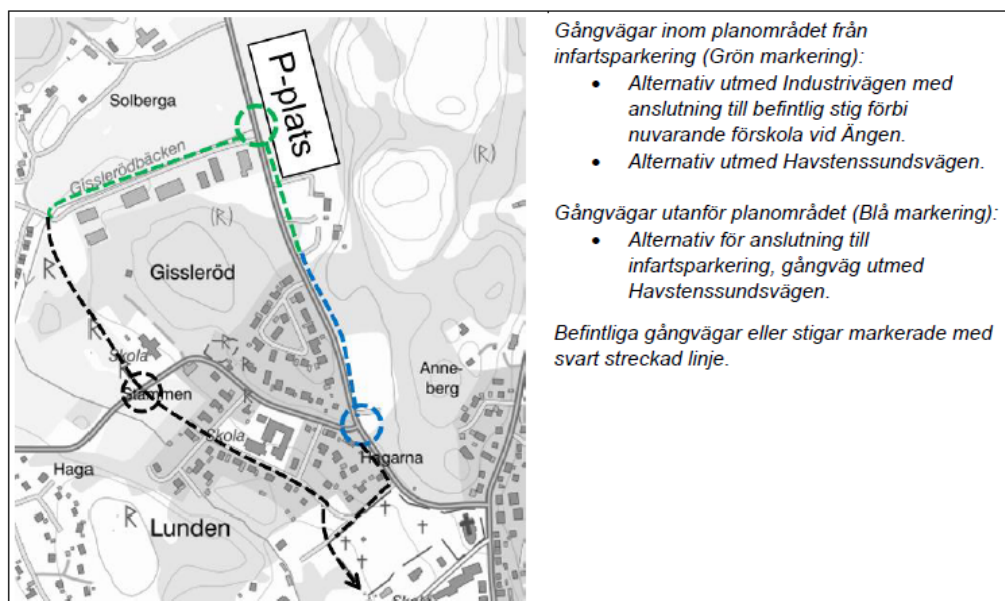 P-plats
Solberga
Gisslerödbäcken
(R)
(R)
Gissleröd
R
R
R
R
Skola
Stammen
Anne-
berg
Skola
Hagarna
Haga
R
Lunden
Skola
Gångvägar inom planområdet från
infartsparkering (Grön markering):
• Alternativ utmed Industrivägen med
anslutning till befintlig stig förbi
nuvarande förskola vid Ängen.
• Alternativ utmed Havstenssundsvägen.
Gångvägar utanför planområdet (Blå markering):
• Alternativ för anslutning till
infartsparkering, gångväg utmed
Havstenssundsvägen.
Befintliga gångvägar eller stigar markerade med
svart streckad linje.